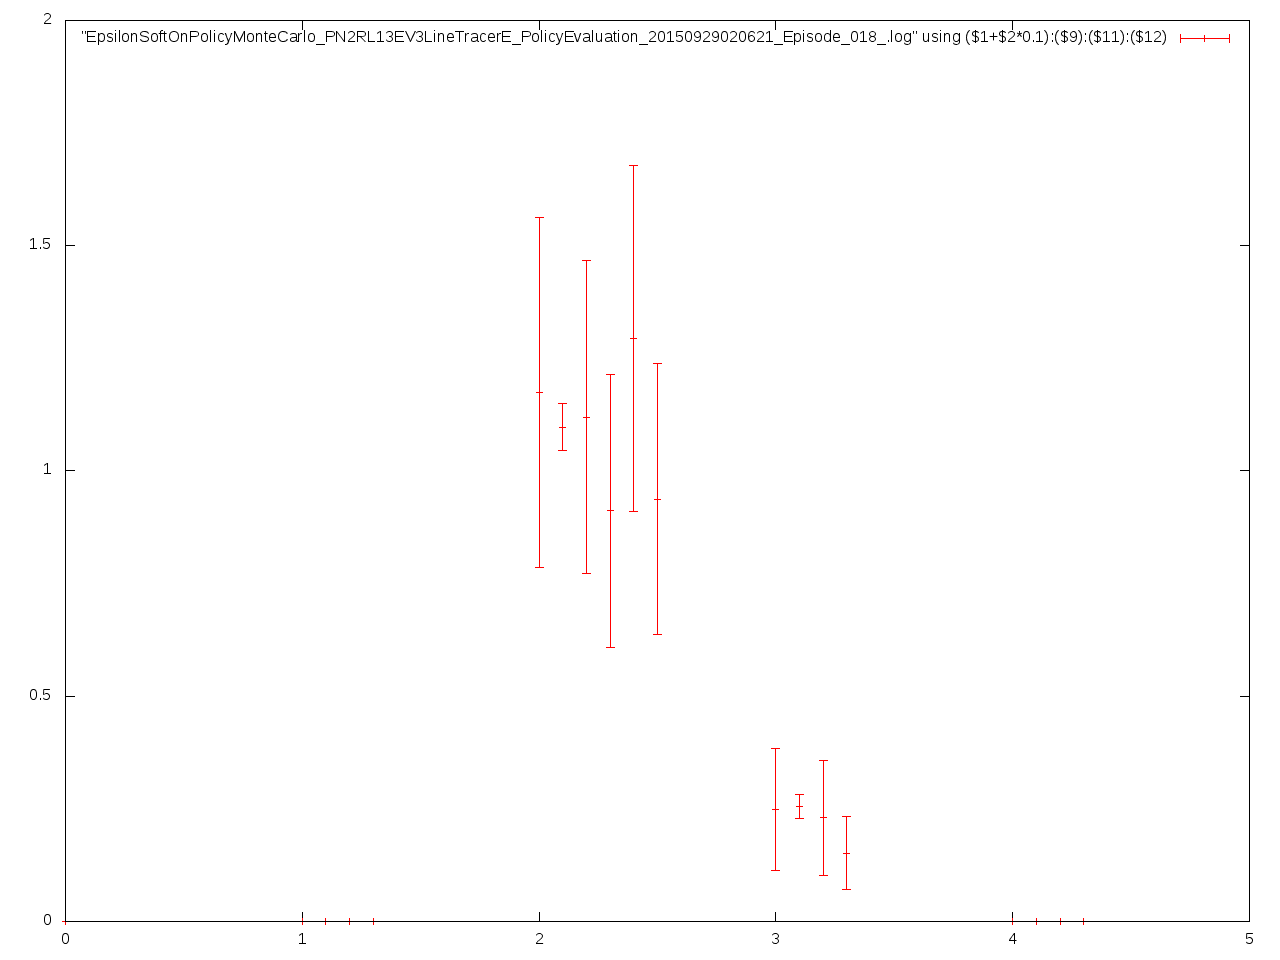 2
"EpsilonSoftOnPolicyMonteCarlo_PN2RL13EV3LineTracerE_PolicyEvaluation_20150929020621_Episode_018_.log" using ($1+$2*0.1):($9):($11):($12)
1.5
1
0.5
0
0 1 2 3 4 5